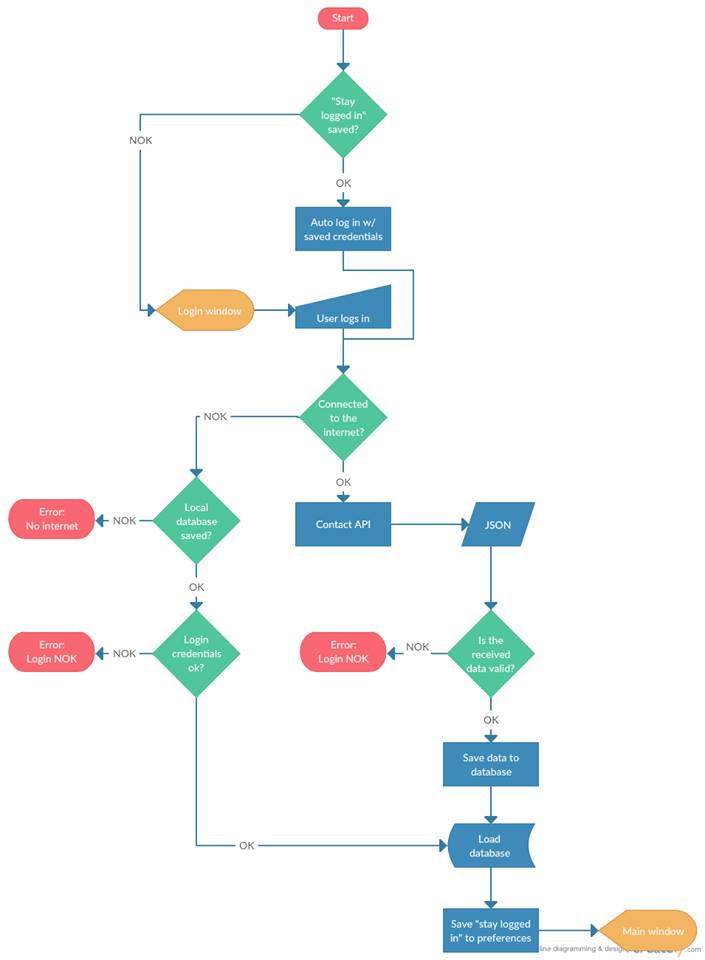 Start
"Stay
logged in"
saved?
NOK
OK
Auto log in w/
saved credentials
Login window
User logs in
Connected
to the
internet?
NOK
OK
Local
database
saved?
NOK
Error:
No internet
Contact API
JSON
OK
Login
credentials
ok?
NOK
Error:
Login NOK
Is the
received
data valid?
NOK
Error:
Login NOK
OK
Save data to
database
OK
Load
database
Save "stay logged
in" to preferences
Main window
line diagramming & desig
.com